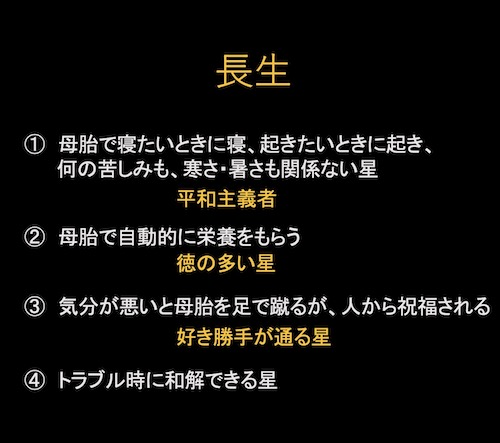 長生
① 母胎で寝たいときに寝、起きたいときに起き、
何の苦しみも、寒さ・暑さも関係ない星
平和主義者
② 母胎で自動的に栄養をもらう
徳の多い星
③ 気分が悪いと母胎を足で蹴るが、人から祝福される
好き勝手が通る星
④ トラブル時に和解できる星